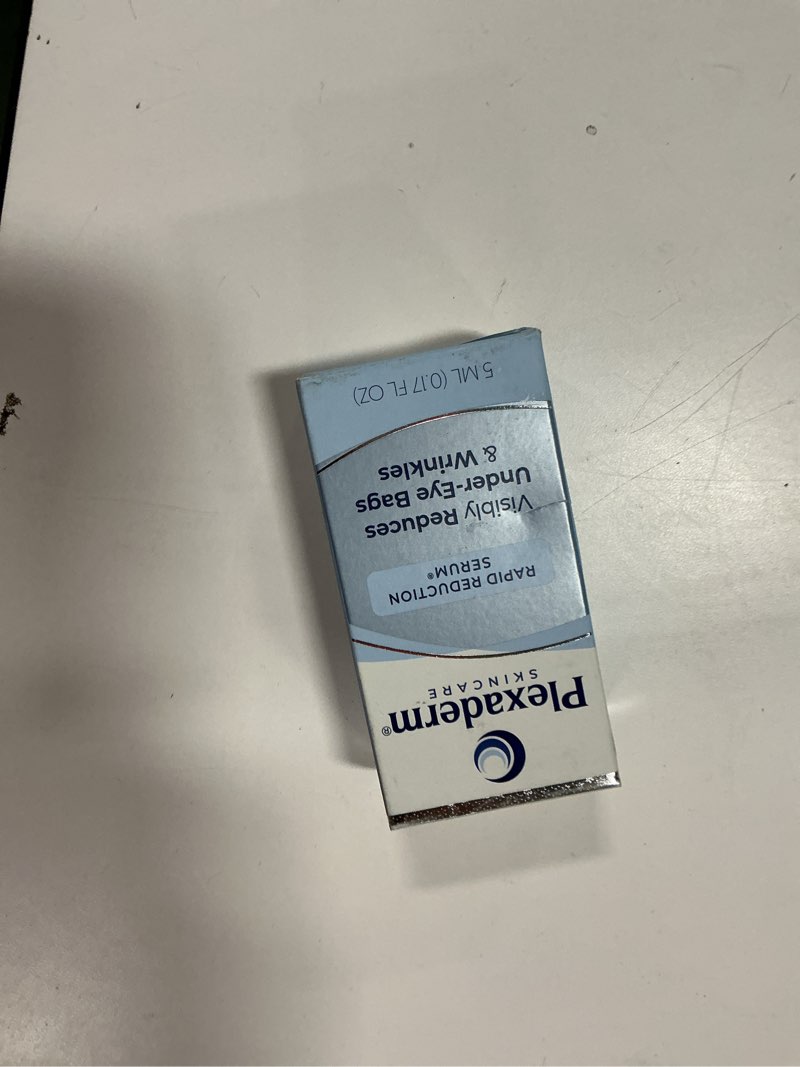 Plexaderm®
SKINCARE
RAPID REDUCTION
SERUM®
Visibly Reduces
Under-Eye Bags
& Wrinkles
5 ML (0.17 FL OZ)